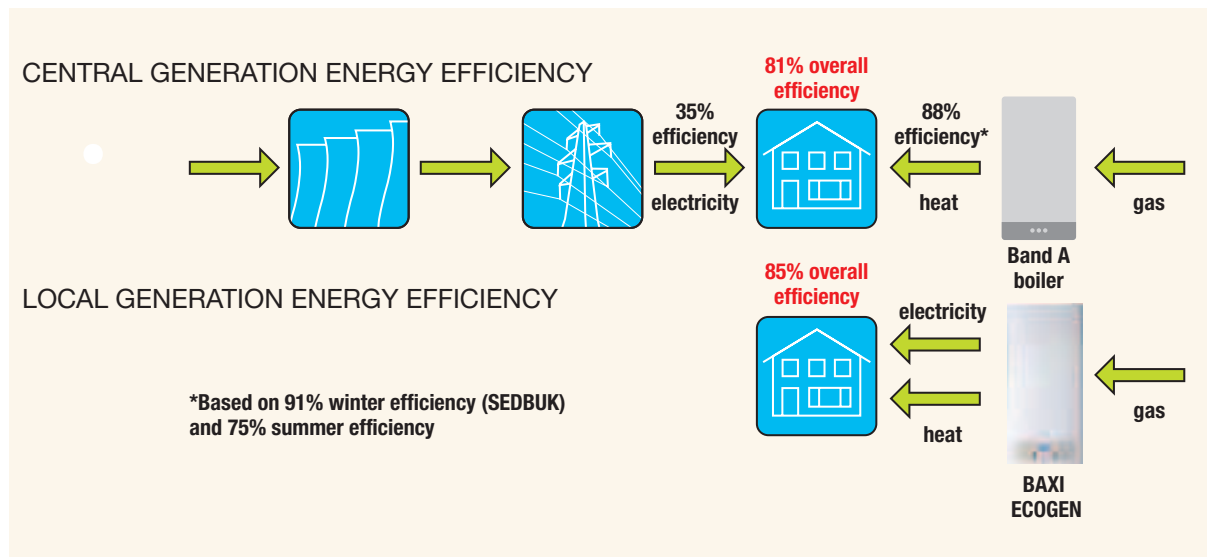 CENTRAL GENERATION ENERGY EFFICIENCY
81% overall
efficiency
35%
efficiency
electricity
88%
efficiency*
heat
gas
Band A
boiler
LOCAL GENERATION ENERGY EFFICIENCY
85% overall
efficiency
electricity
heat
gas
*Based on 91% winter efficiency (SEDBUK)
and 75% summer efficiency
BAXI
ECOGEN